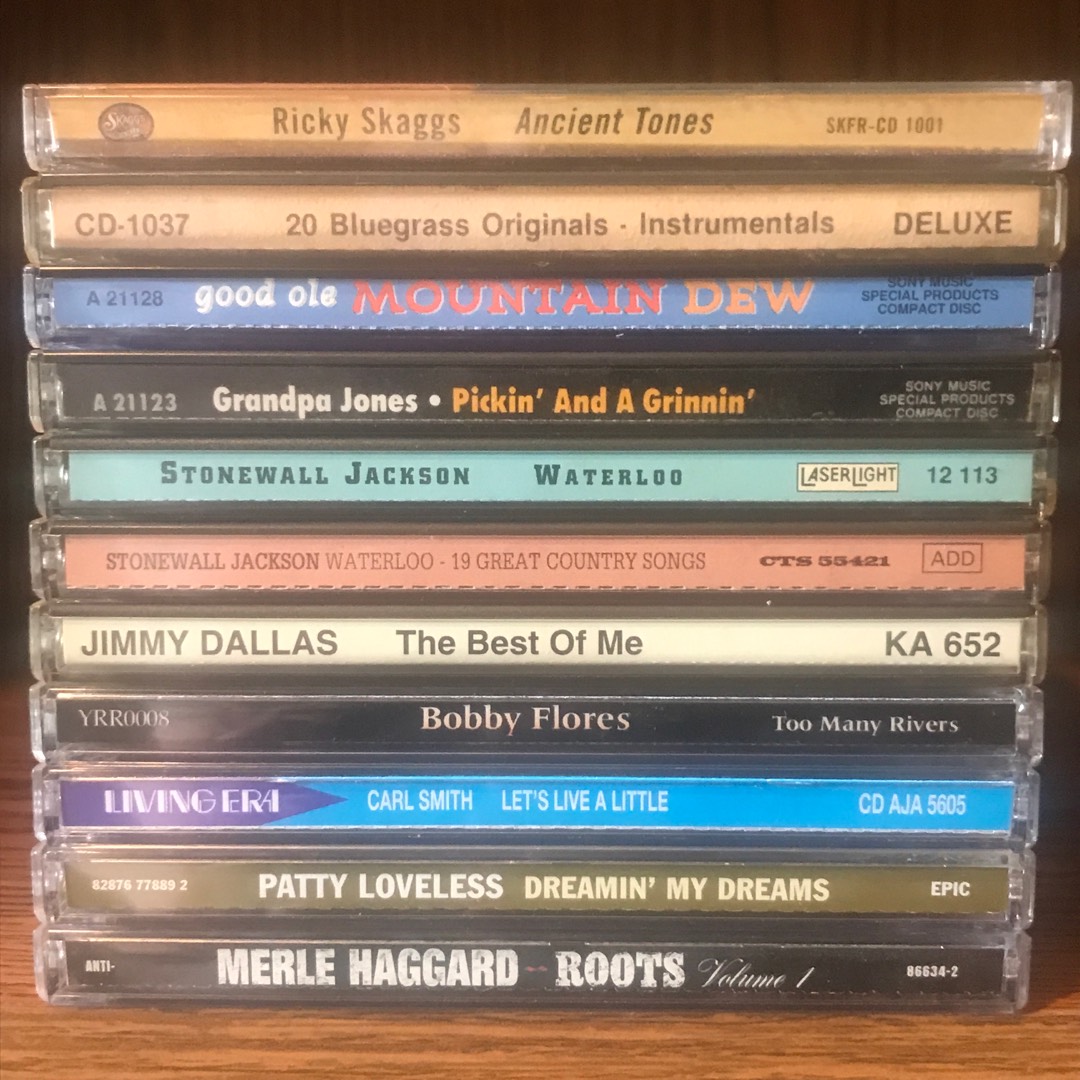 Skaggs Ricky Skaggs Ancient Tones SKFR-CD 1001
CD-1037 20 Bluegrass Originals · Instrumentals DELUXE
A 21128 good ole MOUNTAIN DEW SONY MUSIC
SPECIAL PRODUCTS
COMPACT DISC
A 21123 Grandpa Jones • Pickin' And A Grinnin' SONY MUSIC
SPECIAL PRODUCTS
COMPACT DISC
STONEWALL JACKSON WATERLOO LASERLIGHT 12 113
STONEWALL JACKSON WATERLOO - 19 GREAT COUNTRY SONGS CTS 55421 ADD
JIMMY DALLAS The Best Of Me KA 652
YRR0008 Bobby Flores Too Many Rivers
LIVING ERA CARL SMITH LET'S LIVE A LITTLE CD AJA 5605
82876 77889 2 PATTY LOVELESS DREAMIN' MY DREAMS EPIC
ANTI- MERLE HAGGARD - ROOTS Volume 1 86634-2